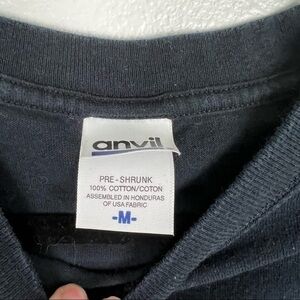 anvil
PRE-SHRUNK
100% COTTON/COTON
ASSEMBLED IN HONDURAS
OF USA FABRIC
-M-